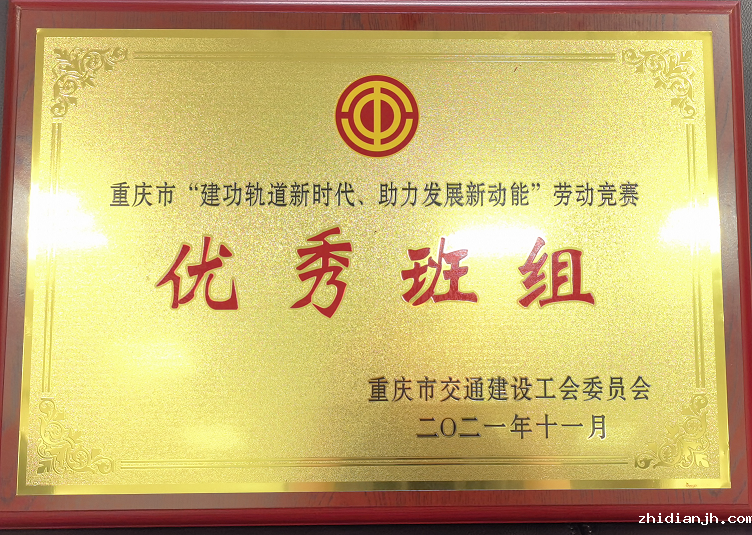 重庆市“建功轨道新时代、助力发展新动能”劳动竞赛
优秀班组
重庆市交通建设工会委员会
二〇二一年十一月
zhidianjh.com